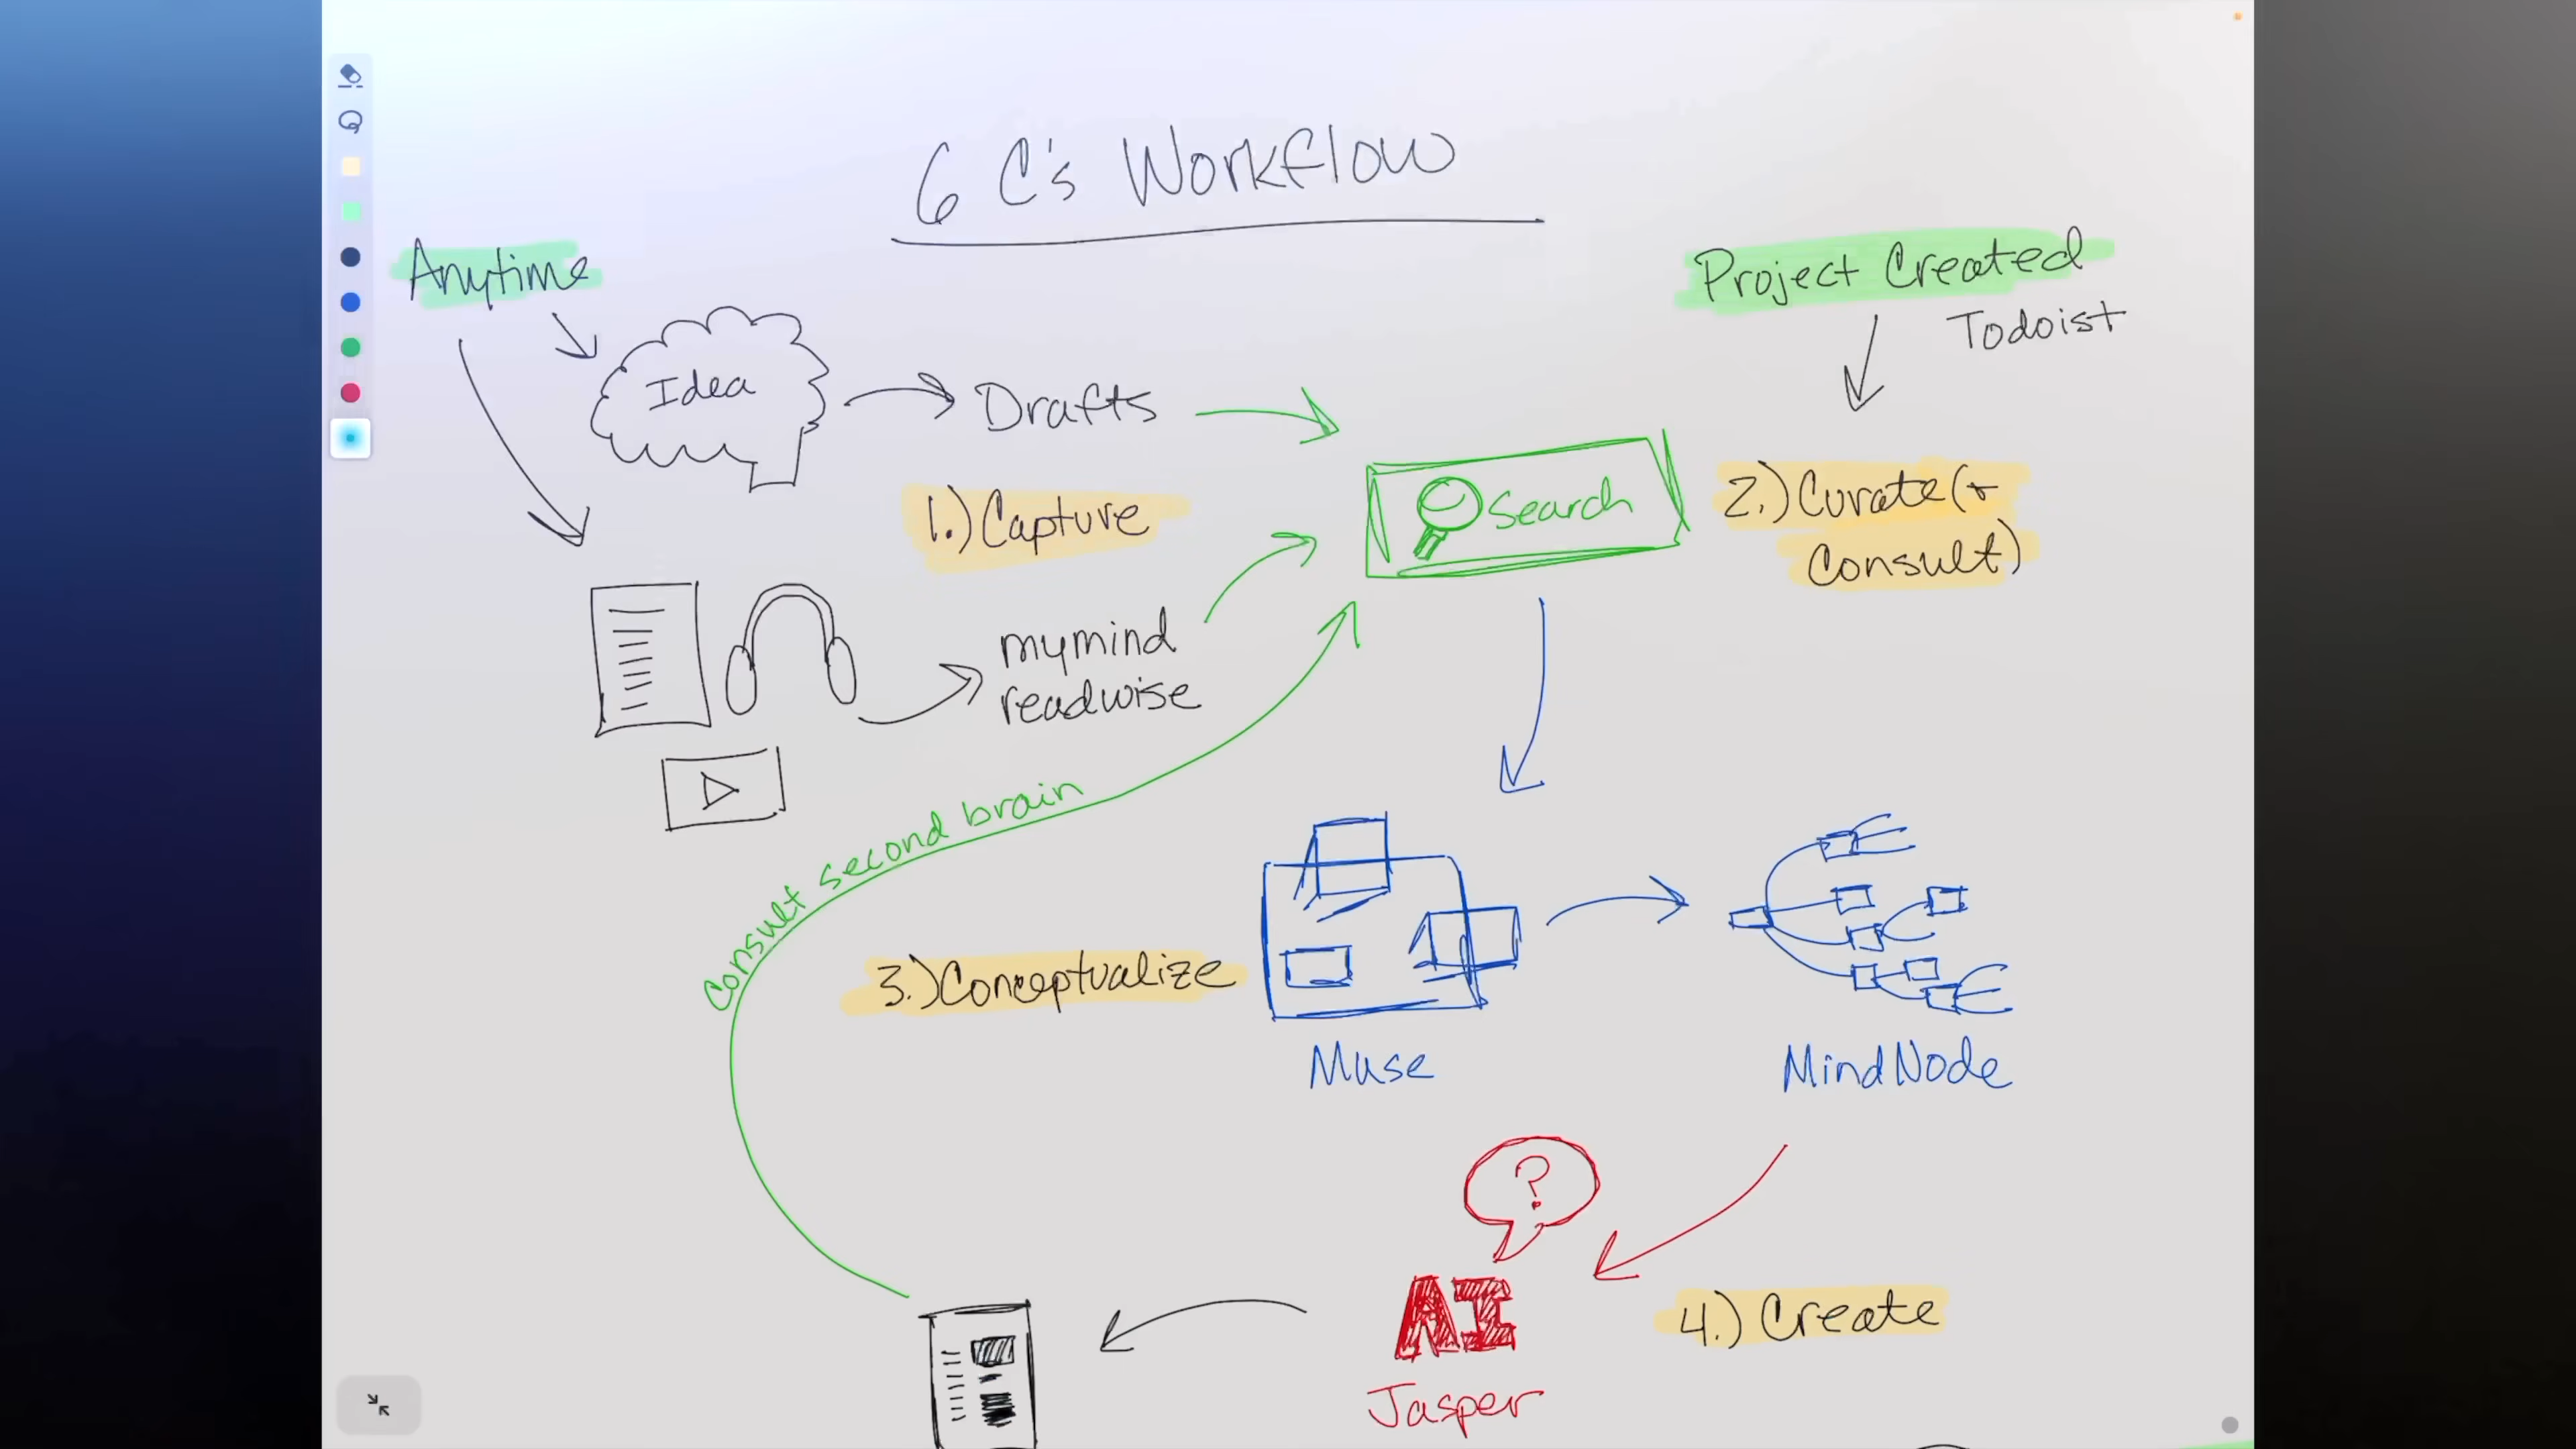 6 C's Workflow
Anytime
Project Created
Todoist
Idea
Drafts
1.) Capture
Search
2.) Curate (+
Consult)
mymind
readwise
Consult second brain
3.) Conceptualize
Muse
MindNode
?
AI
Jasper
4.) Create